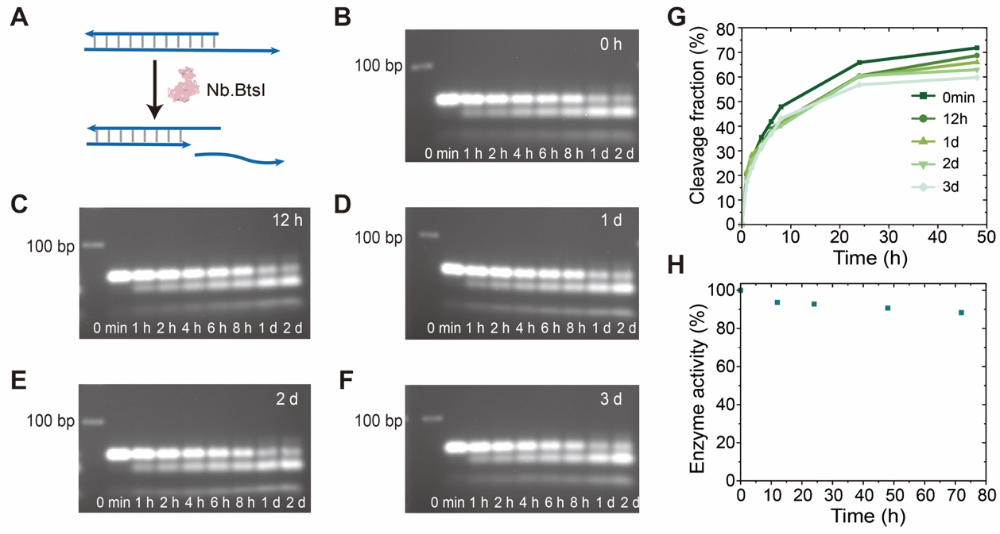 A
Nb.BtsI
B
0 h
100 bp
0 min 1 h 2 h 4 h 6 h 8 h 1 d 2 d
C
12 h
100 bp
0 min 1 h 2 h 4 h 6 h 8 h 1 d 2 d
D
1 d
100 bp
0 min 1 h 2 h 4 h 6 h 8 h 1 d 2 d
E
2 d
100 bp
0 min 1 h 2 h 4 h 6 h 8 h 1 d 2 d
F
3 d
100 bp
0 min 1 h 2 h 4 h 6 h 8 h 1 d 2 d
G
Cleavage fraction (%)
80
70
60
50
40
30
20
10
0
0min
12h
1d
2d
3d
0 10 20 30 40 50
Time (h)
H
Enzyme activity (%)
100
80
60
40
20
0
0 10 20 30 40 50 60 70 80
Time (h)